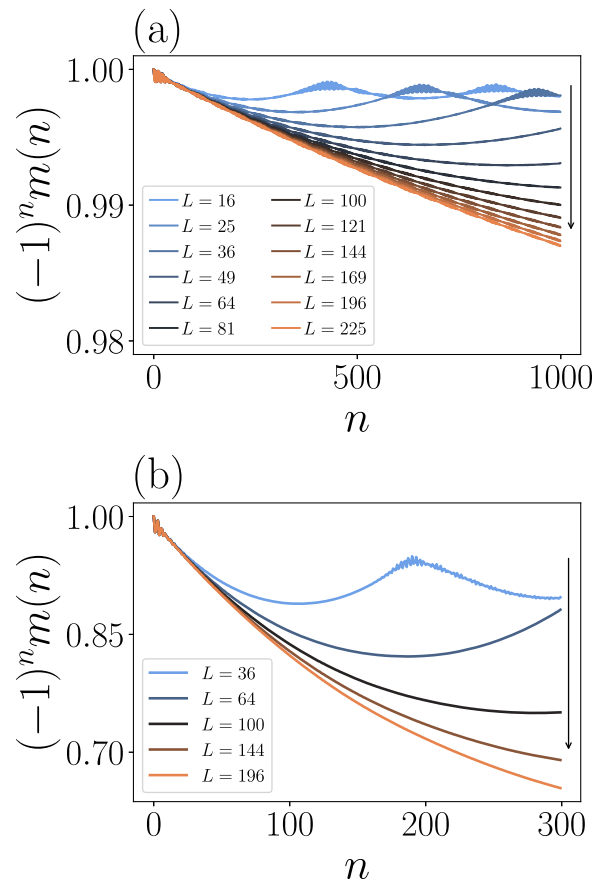 (a)
(−1)ⁿm(n)
1.00
0.99
0.98
L = 16
L = 25
L = 36
L = 49
L = 64
L = 81
L = 100
L = 121
L = 144
L = 169
L = 196
L = 225
0 500 1000
n
(b)
(−1)ⁿm(n)
1.00
0.85
0.70
L = 36
L = 64
L = 100
L = 144
L = 196
0 100 200 300
n